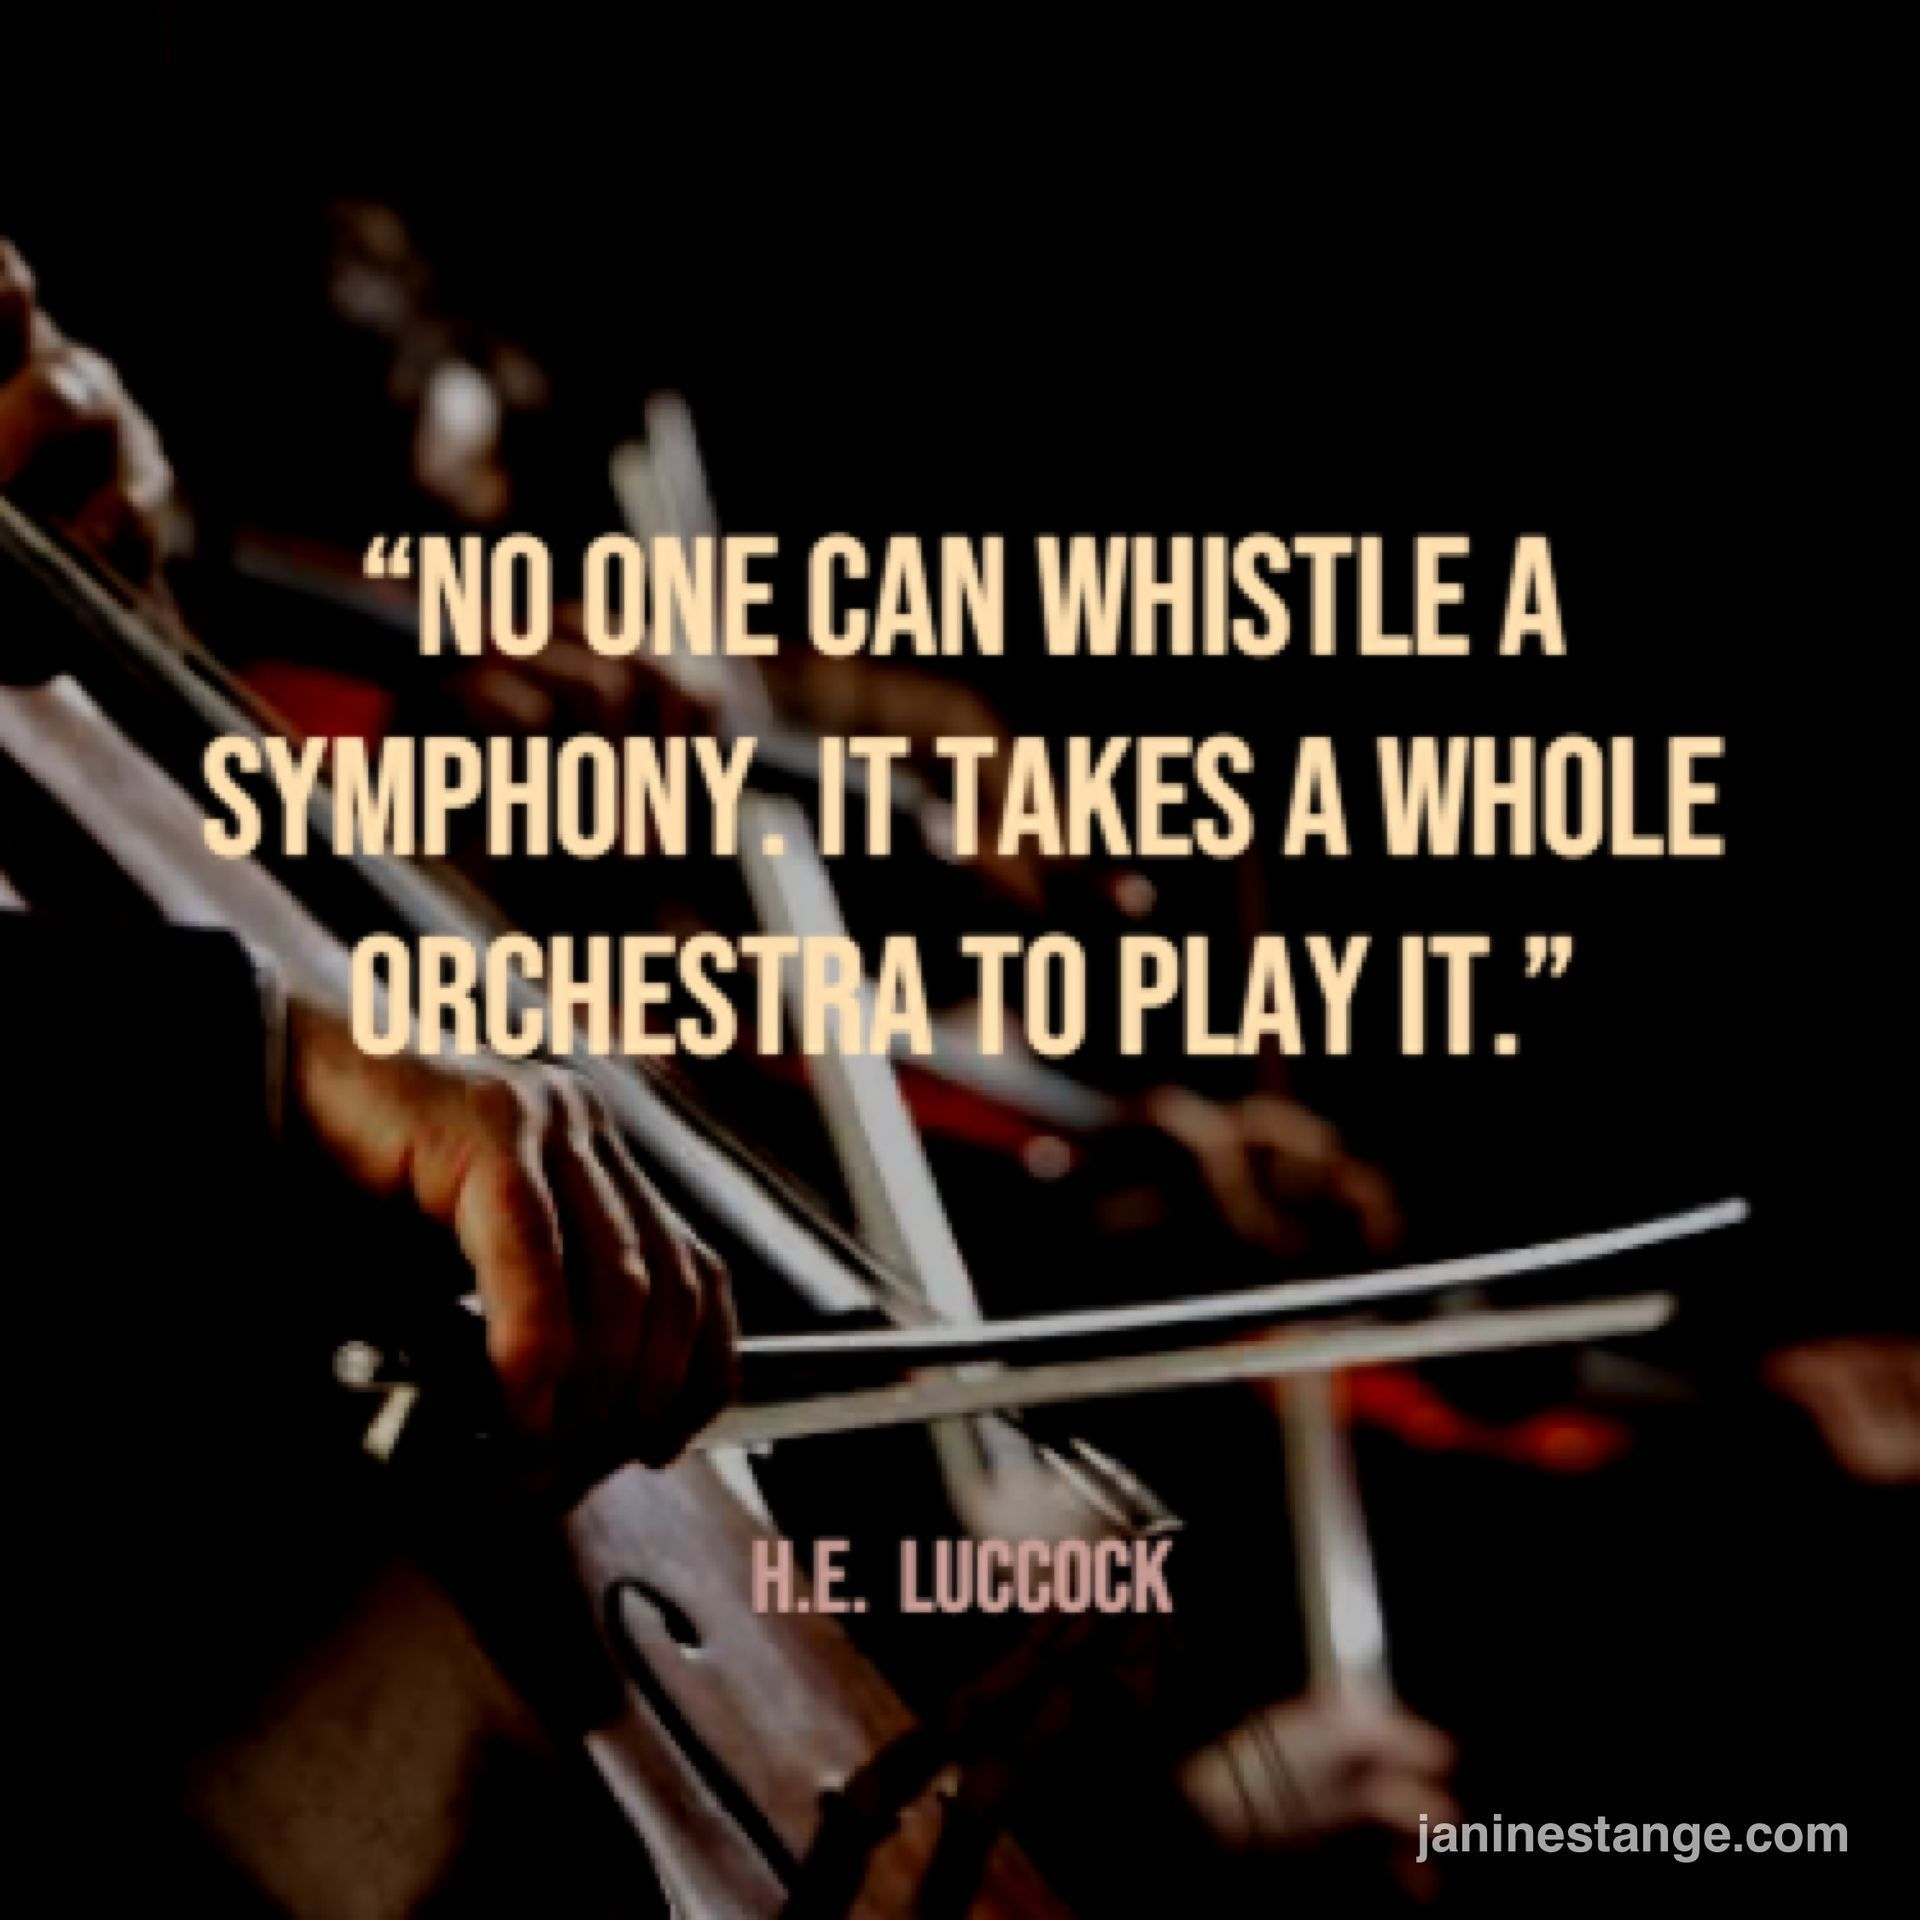 “NO ONE CAN WHISTLE A
SYMPHONY. IT TAKES A WHOLE
ORCHESTRA TO PLAY IT.”
H.E. LUCCOCK
janinestange.com